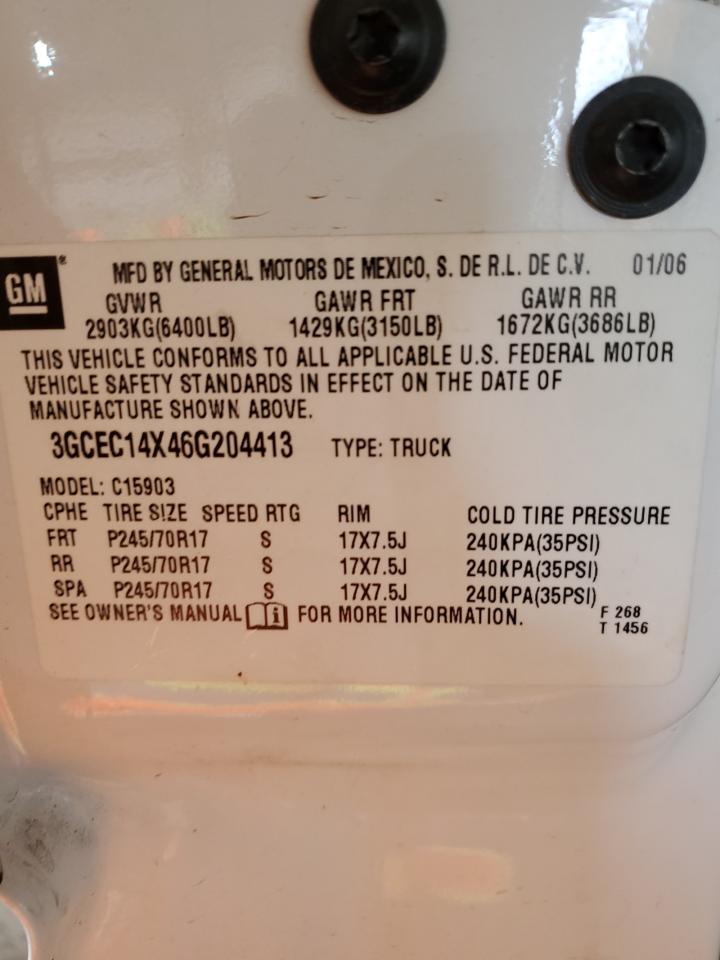 GM®
MFD BY GENERAL MOTORS DE MEXICO, S. DE R.L. DE C.V. 01/06
GVWR GAWR FRT GAWR RR
2903KG(6400LB) 1429KG(3150LB) 1672KG(3686LB)
THIS VEHICLE CONFORMS TO ALL APPLICABLE U.S. FEDERAL MOTOR
VEHICLE SAFETY STANDARDS IN EFFECT ON THE DATE OF
MANUFACTURE SHOWN ABOVE.
3GCEC14X46G204413 TYPE: TRUCK
MODEL: C15903
CPHE TIRE SIZE SPEED RTG RIM COLD TIRE PRESSURE
FRT P245/70R17 S 17X7.5J 240KPA(35PSI)
RR P245/70R17 S 17X7.5J 240KPA(35PSI)
SPA P245/70R17 S 17X7.5J 240KPA(35PSI)
SEE OWNER'S MANUAL FOR MORE INFORMATION.
F 268
T 1456